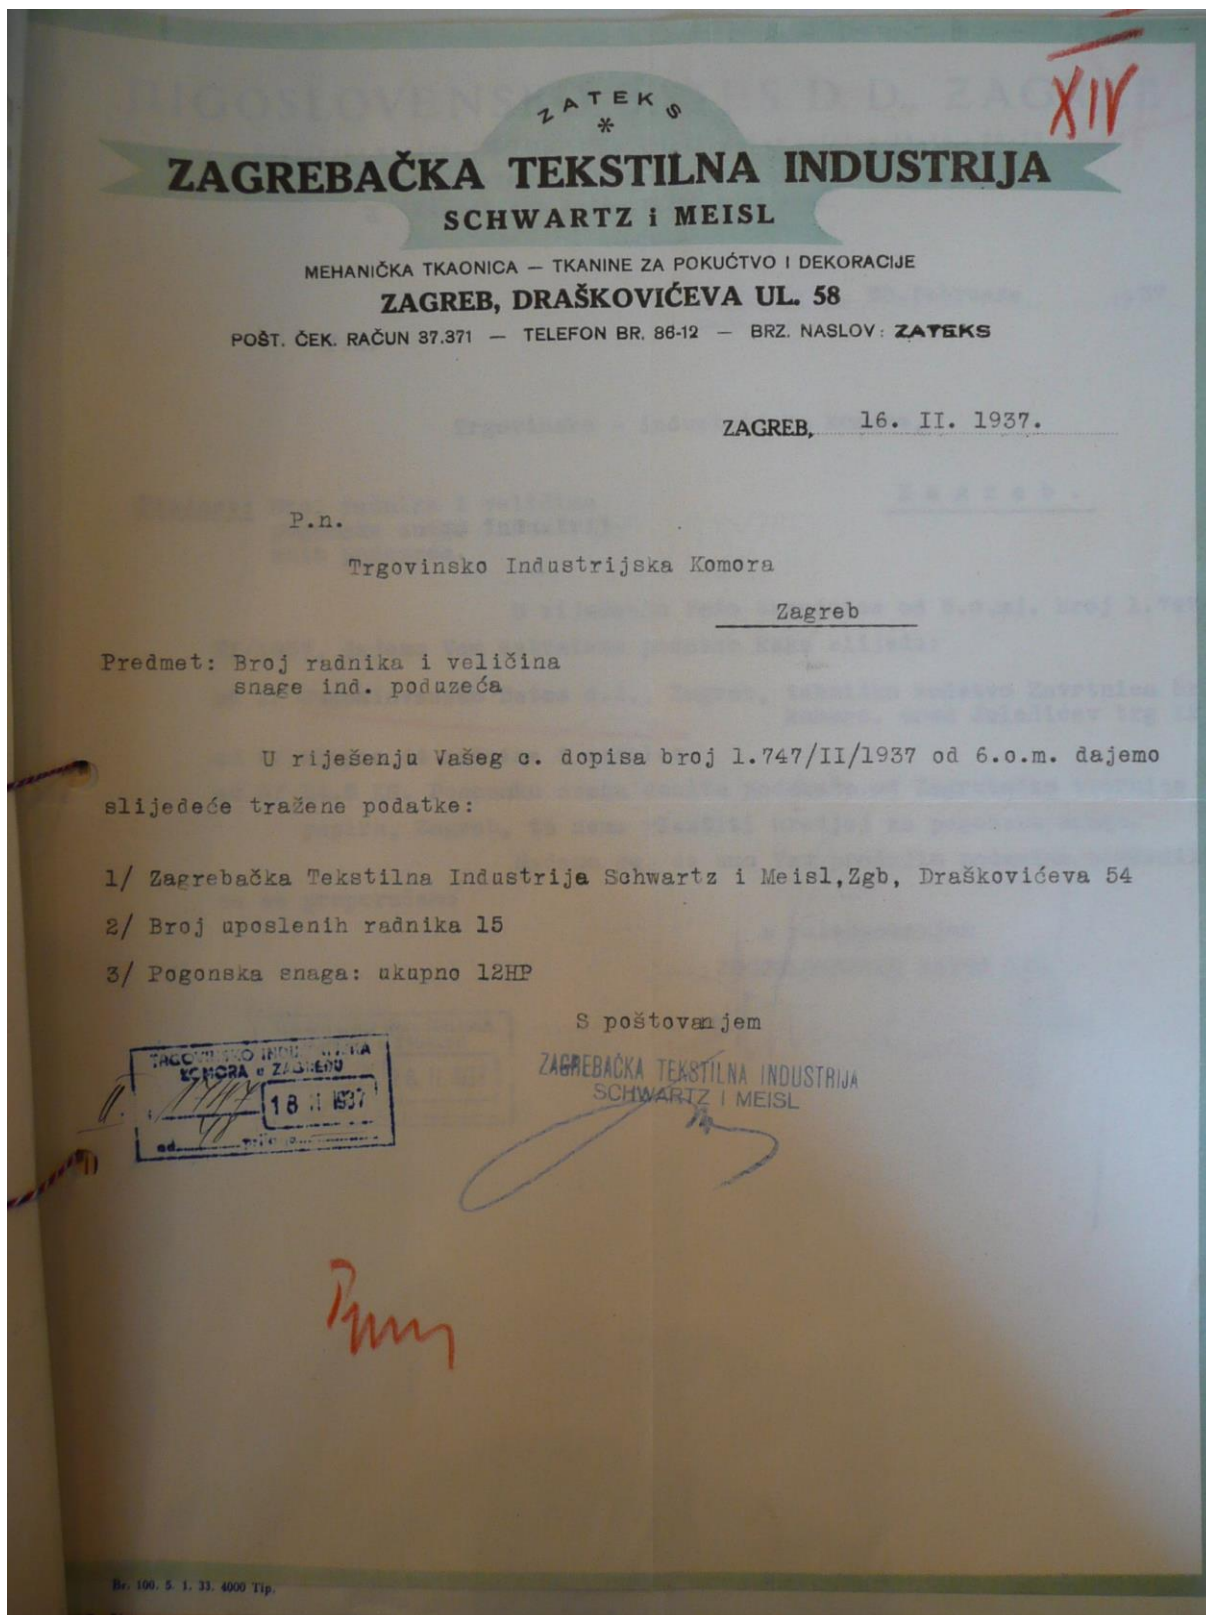 XIV
ZATEKS
*
ZAGREBAČKA TEKSTILNA INDUSTRIJA
SCHWARTZ i MEISL
MEHANIČKA TKAONICA — TKANINE ZA POKUĆTVO I DEKORACIJE
ZAGREB, DRAŠKOVIĆEVA UL. 58
POŠT. ČEK. RAČUN 37.371 — TELEFON BR. 86-12 — BRZ. NASLOV: ZATEKS
ZAGREB, 16. II. 1937.
P.n.
Trgovinsko Industrijska Komora
Zagreb
Predmet: Broj radnika i veličina
snage ind. poduzeća
U riješenju Vašeg c. dopisa broj 1.747/II/1937 od 6.o.m. dajemo
slijedeće tražene podatke:
1/ Zagrebačka Tekstilna Industrija Schwartz i Meisl,Zgb, Draškovićeva 54
2/ Broj uposlenih radnika 15
3/ Pogonska snaga: ukupno 12HP
S poštovanjem
ZAGREBAČKA TEKSTILNA INDUSTRIJA
SCHWARTZ I MEISL
TRGOVINSKO INDUSTRIJSKA
KOMORA u ZAGREBU
18 II 1937
Br. 100. 5. 1. 33. 4000 Tip.